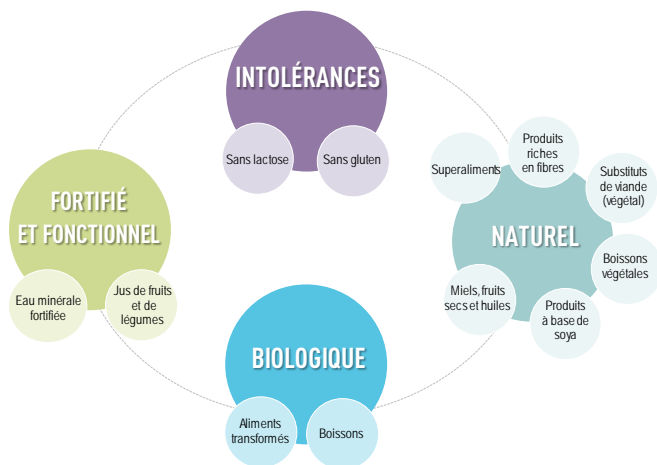 INTOLÉRANCES
Sans lactose
Sans gluten
FORTIFIÉ
ET FONCTIONNEL
Eau minérale
fortifiée
Jus de fruits
et de
légumes
Superaliments
Produits
riches
en fibres
Substituts
de viande
(végétal)
NATUREL
Boissons
végétales
Miels, fruits
secs et huiles
Produits
à base de
soya
BIOLOGIQUE
Aliments
transformés
Boissons